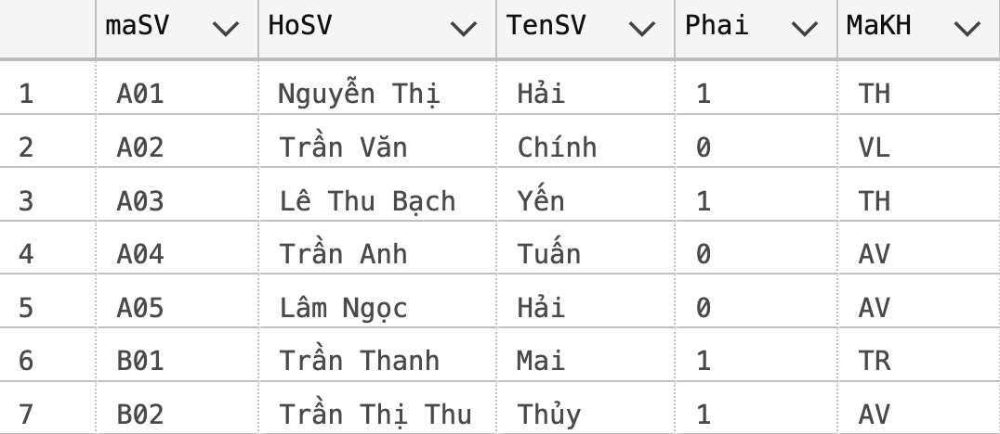 maSV HoSV TenSV Phai MaKH
1 A01 Nguyễn Thị Hải 1 TH
2 A02 Trần Văn Chính 0 VL
3 A03 Lê Thu Bạch Yến 1 TH
4 A04 Trần Anh Tuấn 0 AV
5 A05 Lâm Ngọc Hải 0 AV
6 B01 Trần Thanh Mai 1 TR
7 B02 Trần Thị Thu Thủy 1 AV